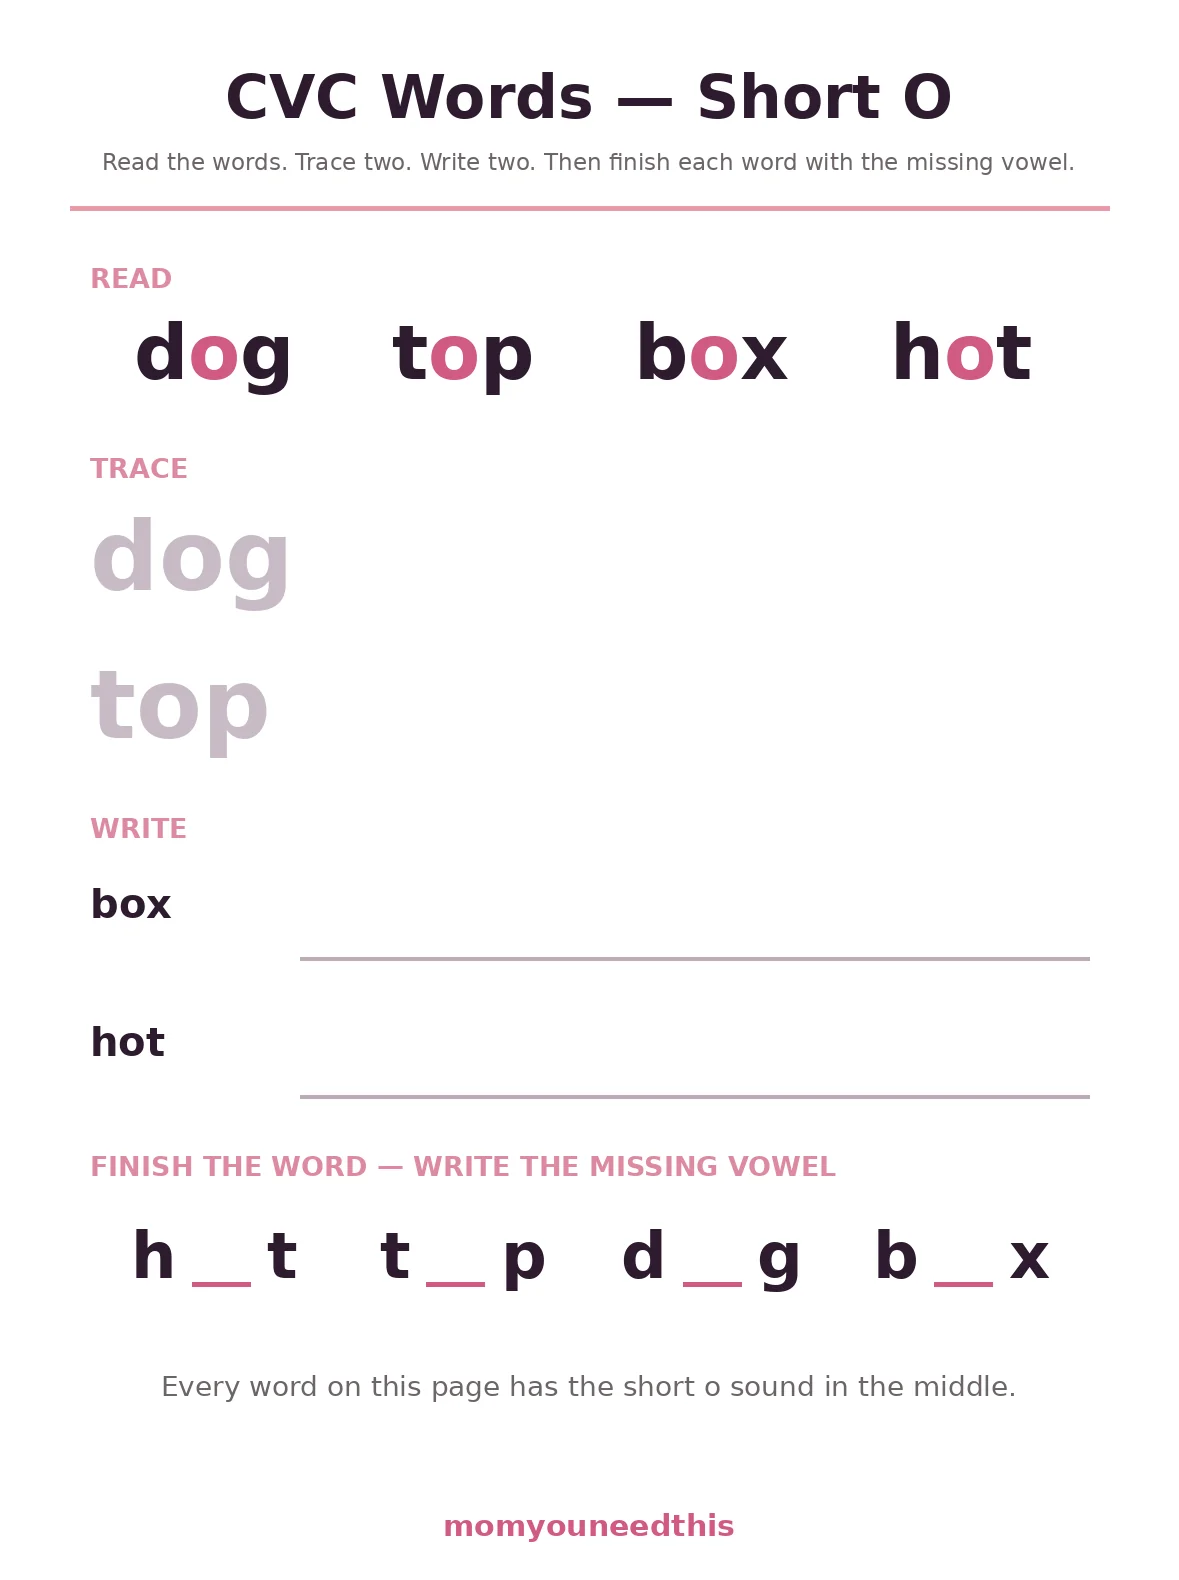 CVC Words — Short O
Read the words. Trace two. Write two. Then finish each word with the missing vowel.
READ
dog top box hot
TRACE
dog
top
WRITE
box
hot
FINISH THE WORD — WRITE THE MISSING VOWEL
h __ t t __ p d __ g b __ x
Every word on this page has the short o sound in the middle.
momyouneedthis